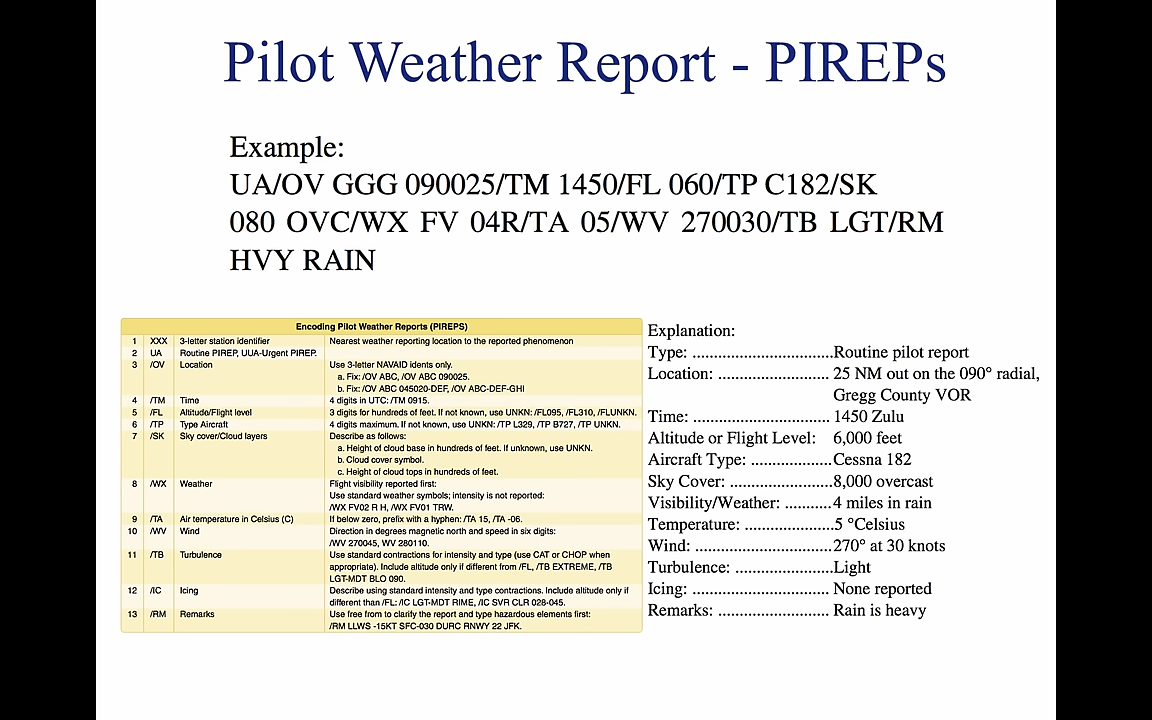 Pilot Weather Report - PIREPs
Example:
UA/OV GGG 090025/TM 1450/FL 060/TP C182/SK
080 OVC/WX FV 04R/TA 05/WV 270030/TB LGT/RM
HVY RAIN
Encoding Pilot Weather Reports (PIREPS)
1 XXX 3-letter station identifier Nearest weather reporting location to the reported phenomenon
2 UA Routine PIREP, UUA-Urgent PIREP.
3 /OV Location Use 3-letter NAVAID idents only.
a. Fix: /OV ABC, /OV ABC 090025.
b. Fix: /OV ABC 045020-DEF, /OV ABC-DEF-GHI
4 /TM Time 4 digits in UTC: /TM 0915.
5 /FL Altitude/Flight level 3 digits for hundreds of feet. If not known, use UNKN: /FL095, /FL310, /FLUNKN.
6 /TP Type Aircraft 4 digits maximum. If not known, use UNKN: /TP L329, /TP B727, /TP UNKN.
7 /SK Sky cover/Cloud layers Describe as follows:
a. Height of cloud base in hundreds of feet. If unknown, use UNKN.
b. Cloud cover symbol.
c. Height of cloud tops in hundreds of feet.
8 /WX Weather Flight visibility reported first:
Use standard weather symbols; intensity is not reported:
/WX FV02 R H, /WX FV01 TRW.
9 /TA Air temperature in Celsius (C) If below zero, prefix with a hyphen: /TA 15, /TA -06.
10 /WV Wind Direction in degrees magnetic north and speed in six digits:
/WV 270045, WV 280110.
11 /TB Turbulence Use standard contractions for intensity and type (use CAT or CHOP when
appropriate). Include altitude only if different from /FL, /TB EXTREME, /TB
LGT-MDT BLO 090.
12 /IC Icing Describe using standard intensity and type contractions. Include altitude only if
different than /FL: /IC LGT-MDT RIME, /IC SVR CLR 028-045.
13 /RM Remarks Use free from to clarify the report and type hazardous elements first:
/RM LLWS -15KT SFC-030 DURC RNWY 22 JFK.
Explanation:
Type: ................................Routine pilot report
Location: ......................... 25 NM out on the 090° radial,
Gregg County VOR
Time: ................................1450 Zulu
Altitude or Flight Level: 6,000 feet
Aircraft Type: ..................Cessna 182
Sky Cover: .......................8,000 overcast
Visibility/Weather: ...........4 miles in rain
Temperature: ....................5 °Celsius
Wind: ................................270° at 30 knots
Turbulence: ......................Light
Icing: ................................ None reported
Remarks: .......................... Rain is heavy